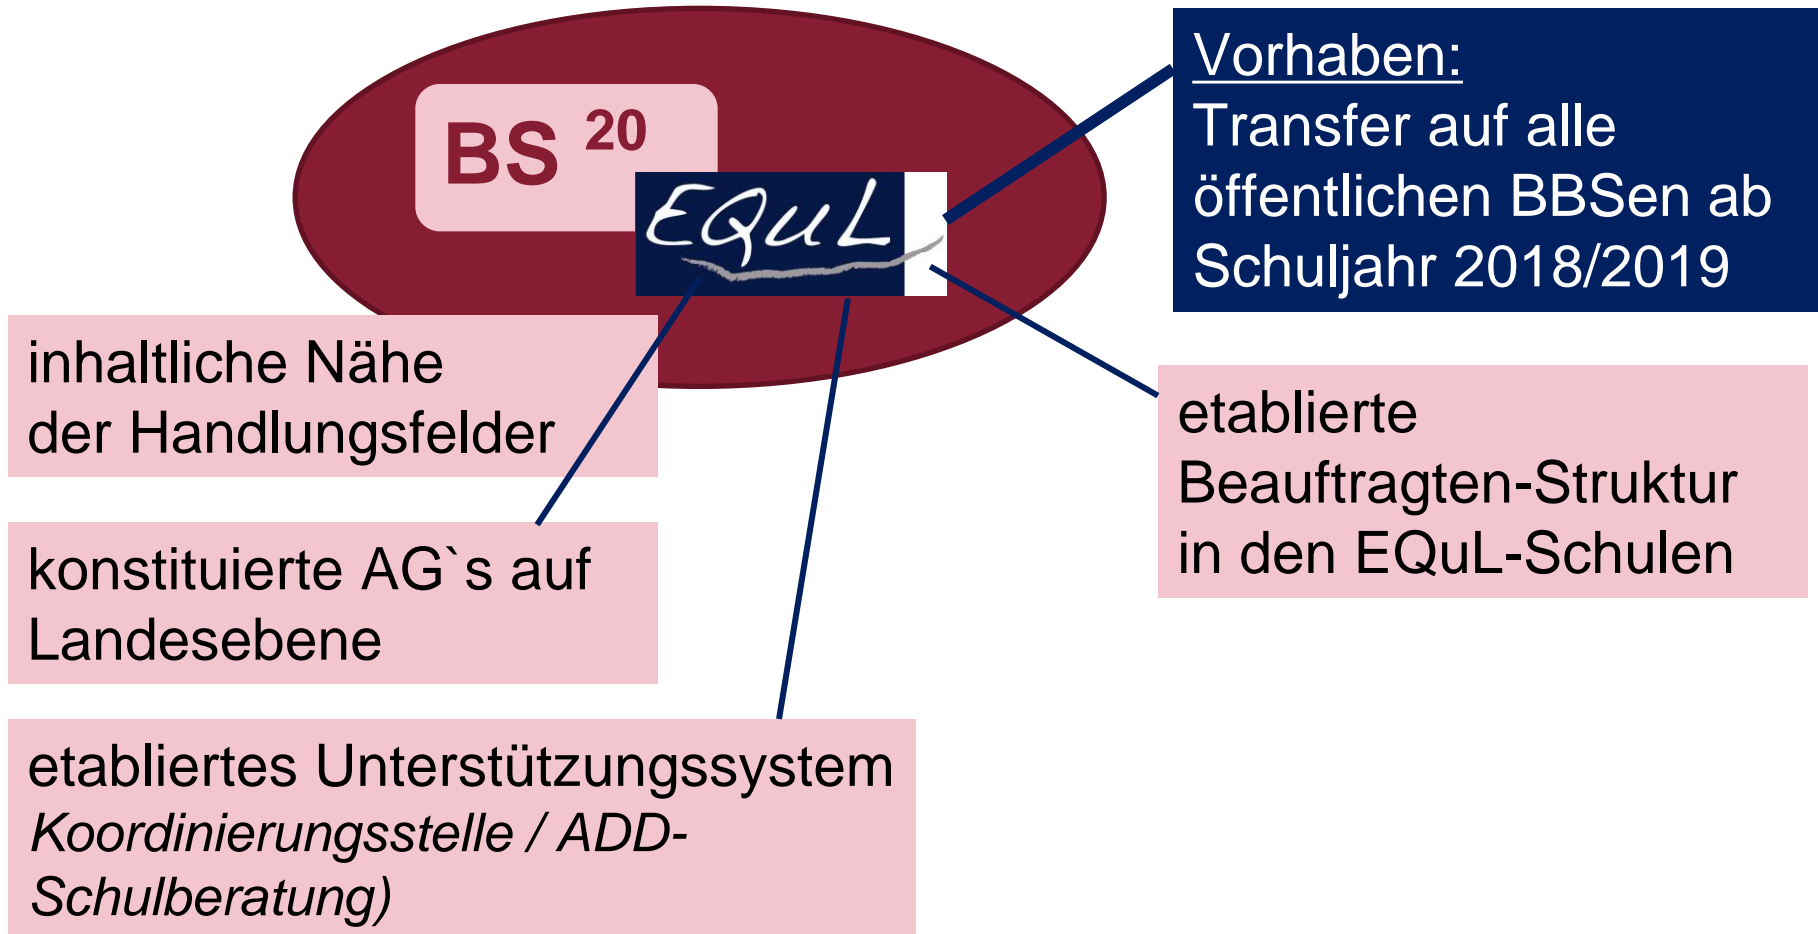 BS 20
EQuL
Vorhaben:
Transfer auf alle
öffentlichen BBSen ab
Schuljahr 2018/2019
inhaltliche Nähe
der Handlungsfelder
etablierte
Beauftragten-Struktur
in den EQuL-Schulen
konstituierte AG`s auf
Landesebene
etabliertes Unterstützungssystem
Koordinierungsstelle / ADD-
Schulberatung)